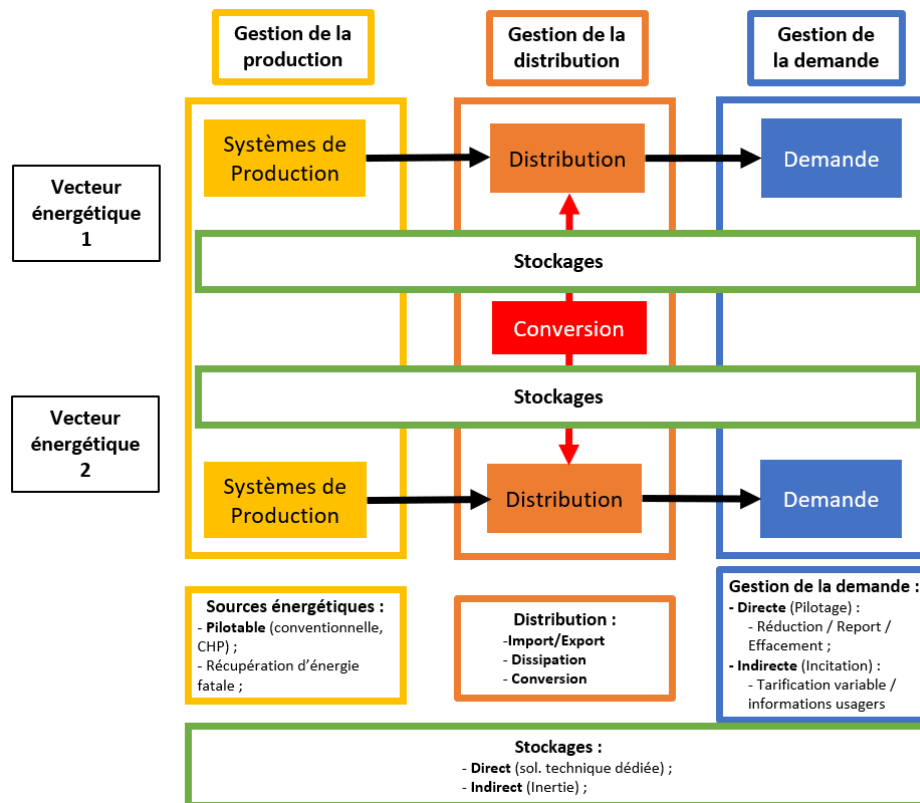 Gestion de la
production
Gestion de la
distribution
Gestion de
la demande
Vecteur
énergétique
1
Systèmes de
Production
Distribution
Demande
Stockages
Conversion
Stockages
Vecteur
énergétique
2
Systèmes de
Production
Distribution
Demande
Sources énergétiques :
- Pilotable (conventionnelle,
CHP) ;
- Récupération d'énergie
fatale ;
Distribution :
-Import/Export
- Dissipation
- Conversion
Gestion de la demande :
- Directe (Pilotage) :
- Réduction / Report /
Effacement ;
- Indirecte (Incitation) :
- Tarification variable /
informations usagers
Stockages :
- Direct (sol. technique dédiée) ;
- Indirect (Inertie) ;